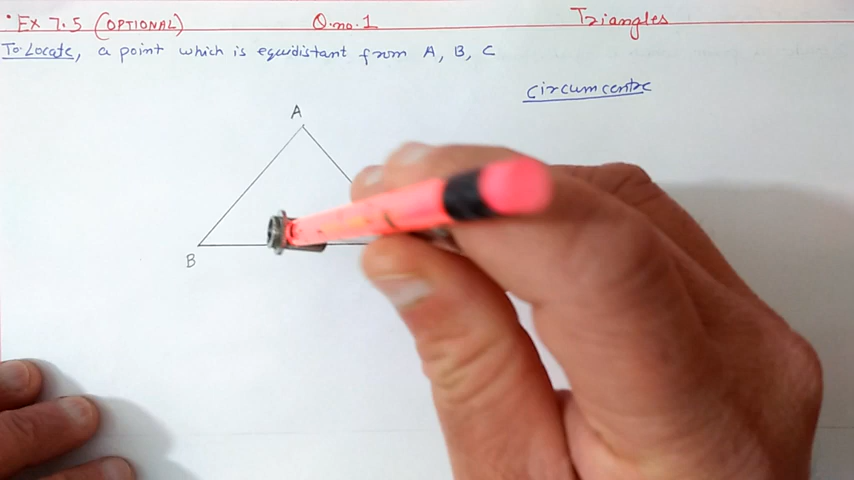 • Ex 7.5 (OPTIONAL) Q.no.1 Triangles
To Locate, a point which is equidistant from A, B, C
circumcentre
A
B